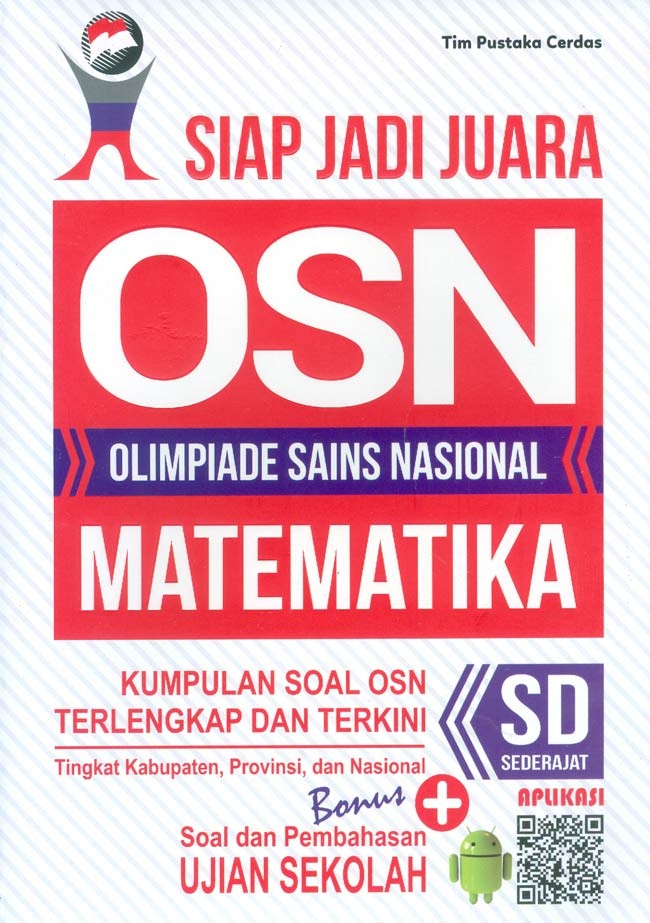 Tim Pustaka Cerdas
SIAP JADI JUARA
OSN
OLIMPIADE SAINS NASIONAL
MATEMATIKA
KUMPULAN SOAL OSN
TERLENGKAP DAN TERKINI
Tingkat Kabupaten, Provinsi, dan Nasional
SD
SEDERAJAT
Bonus +
Soal dan Pembahasan
UJIAN SEKOLAH
APLIKASI